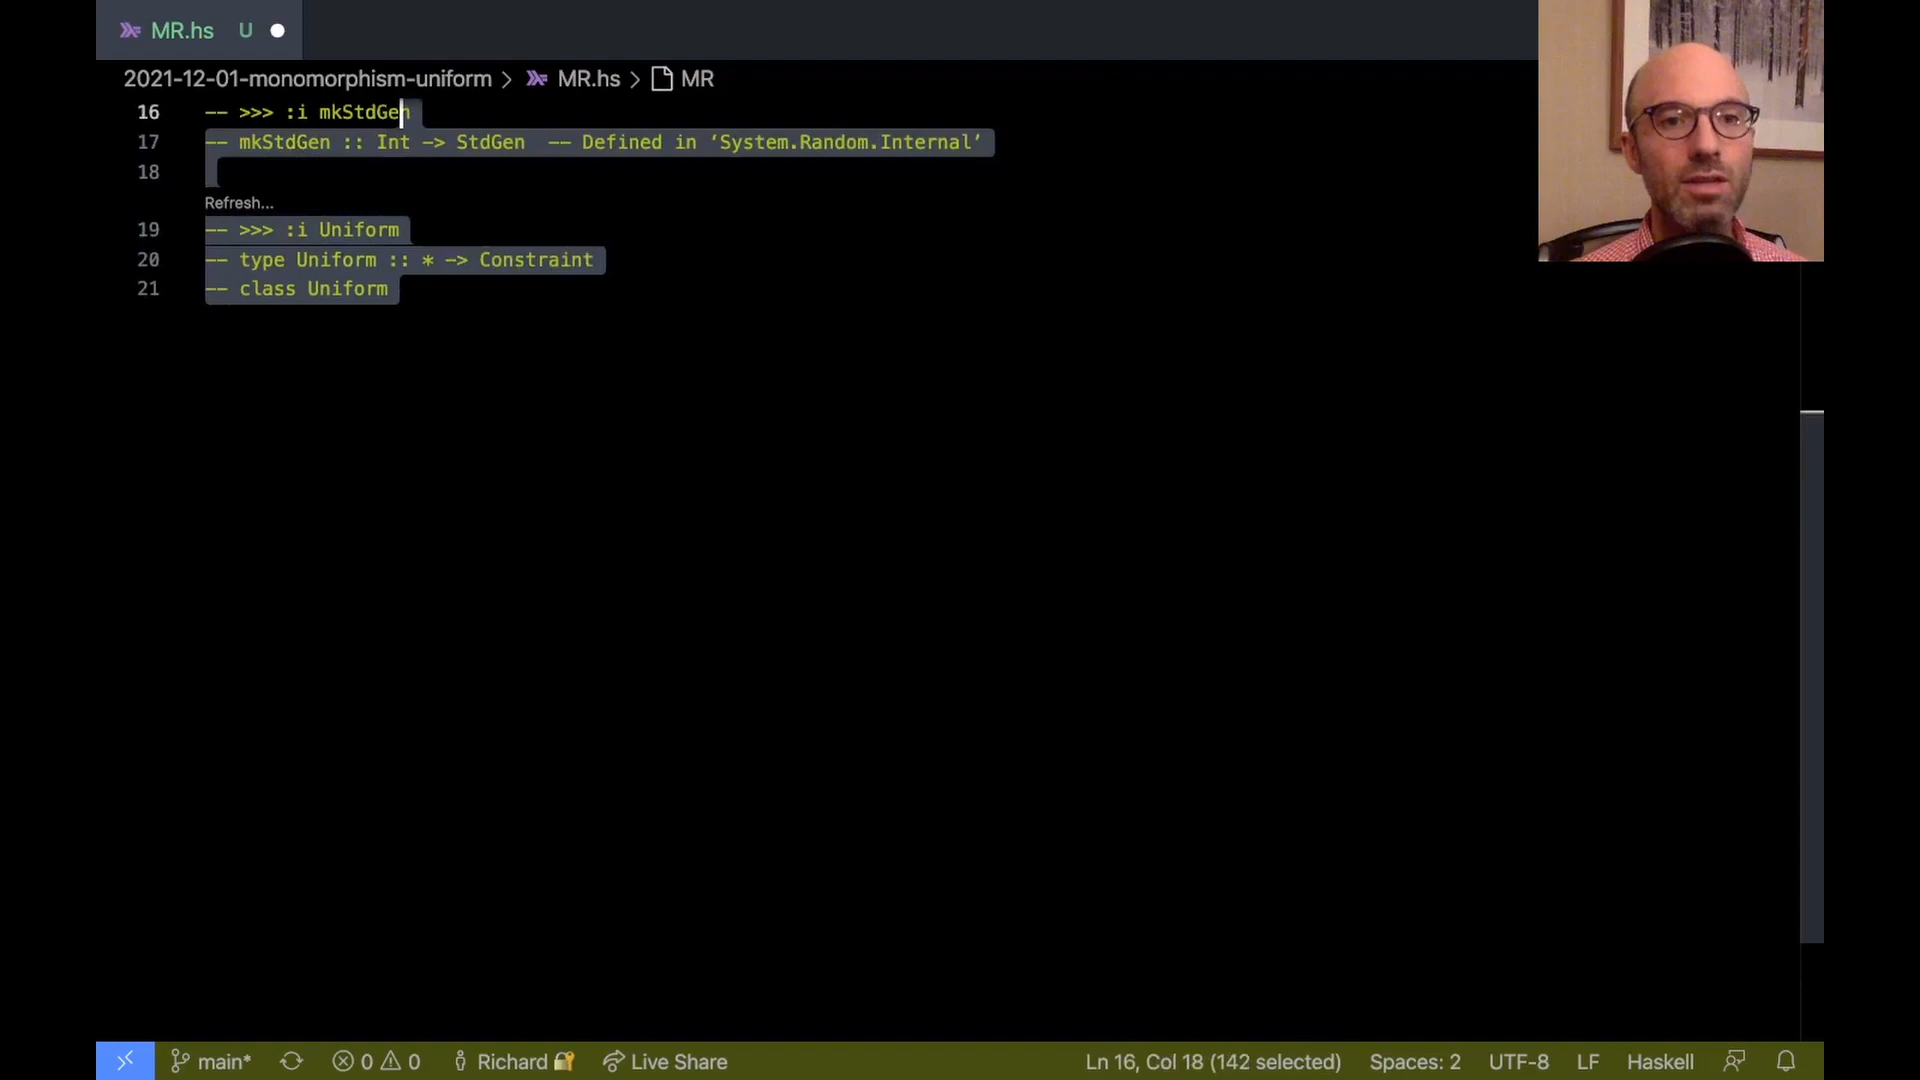 MR.hs U
2021-12-01-monomorphism-uniform > MR.hs > MR
16 -- >>> :i mkStdGen
17 -- mkStdGen :: Int -> StdGen -- Defined in ‘System.Random.Internal’
18
Refresh...
19 -- >>> :i Uniform
20 -- type Uniform :: * -> Constraint
21 -- class Uniform
main* 0 0 Richard Live Share Ln 16, Col 18 (142 selected) Spaces: 2 UTF-8 LF Haskell